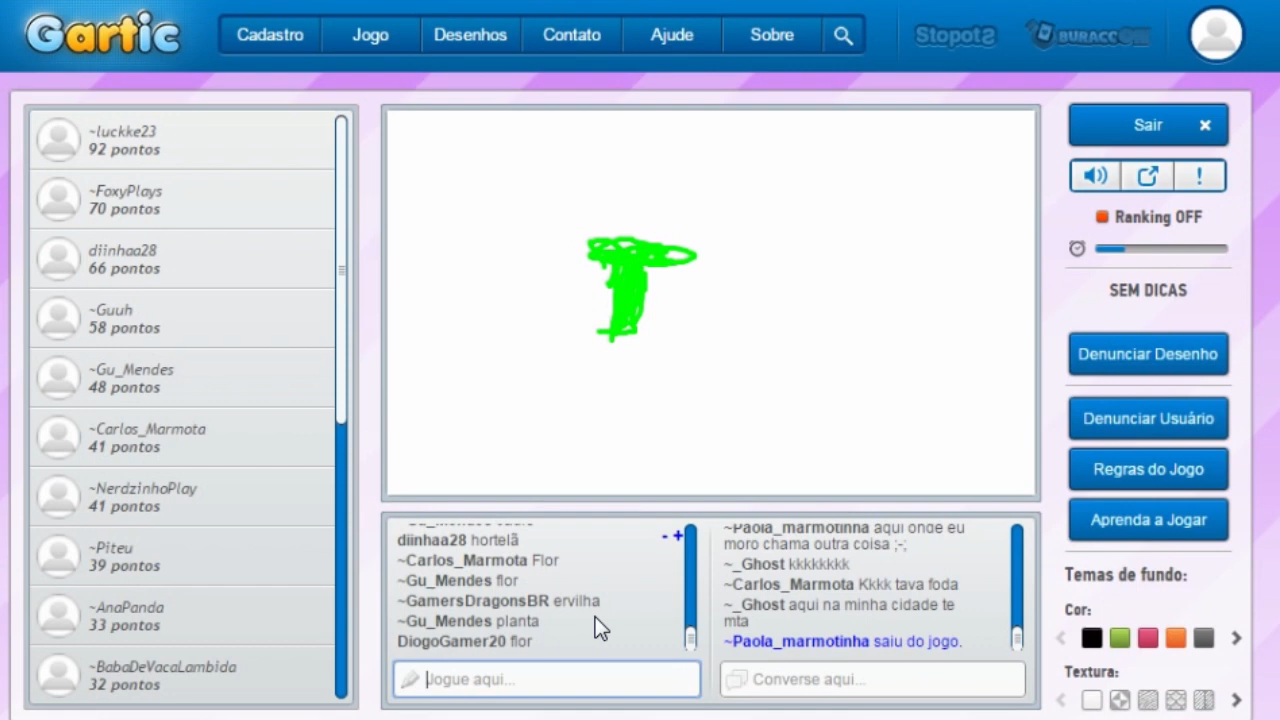 Gartic
Cadastro
Jogo
Desenhos
Contato
Ajude
Sobre
StopotS
~luckke23
92 pontos
~FoxyPlays
70 pontos
diinhaa28
66 pontos
~Guuh
58 pontos
~Gu_Mendes
48 pontos
~Carlos_Marmota
41 pontos
~NerdzinhoPlay
41 pontos
~Piteu
39 pontos
~AnaPanda
33 pontos
~BabaDeVacaLambida
32 pontos
Sair ×
!
Ranking OFF
SEM DICAS
Denunciar Desenho
Denunciar Usuário
Regras do Jogo
Aprenda a Jogar
Temas de fundo:
Cor:
Textura:
- +
diinhaa28 hortelã
~Carlos_Marmota Flor
~Gu_Mendes flor
~GamersDragonsBR ervilha
~Gu_Mendes planta
DiogoGamer20 flor
Jogue aqui...
~Paola_marmotinha aqui onde eu
moro chama outra coisa ;-;
~_Ghost kkkkkkkk
~Carlos_Marmota Kkkk tava foda
~_Ghost aqui na minha cidade te
mta
~Paola_marmotinha saiu do jogo.
Converse aqui...